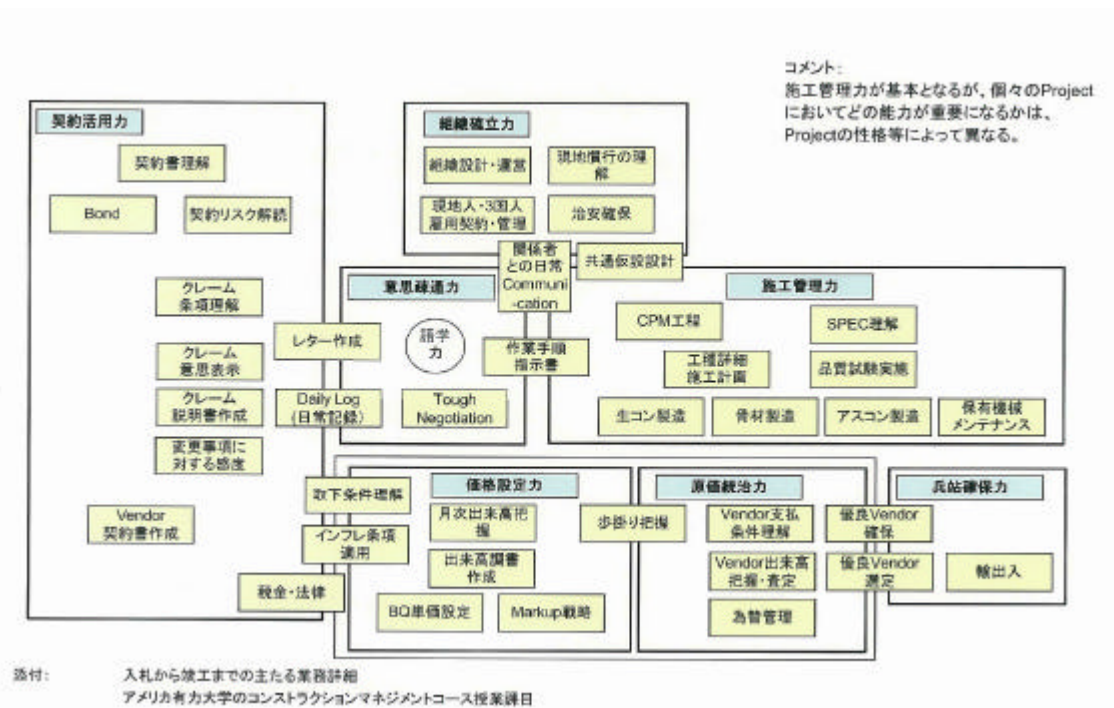 コメント:
施工管理力が基本となるが、個々のProject
においてどの能力が重要になるかは、
Projectの性格等によって異なる。
契約活用力
契約書理解
Bond
契約リスク解読
クレーム
条項理解
レター作成
クレーム
意思表示
クレーム
説明書作成
Daily Log
(日常記録)
変更事項に
対する感度
Vendor
契約書作成
税金・法律
組織確立力
組織設計・運営
現地慣行の理
解
現地人・3国人
雇用契約・管理
治安確保
関係者
との日常
Communi
-cation
共通仮設設計
意思疎通力
語学
力
作業手順
指示書
Tough
Negotiation
施工管理力
CPM工程
SPEC理解
工種詳細
施工計画
品質試験実施
生コン製造
骨材製造
アスコン製造
保有機械
メンテナンス
取下条件理解
インフレ条項
適用
価格設定力
月次出来高把
握
出来高調書
作成
BQ単価設定
Markup戦略
歩掛り把握
原価統治力
Vendor支払
条件理解
Vendor出来高
把握・査定
為替管理
優良Vendor
確保
優良Vendor
選定
兵站確保力
輸出入
添付:
入札から竣工までの主たる業務詳細
アメリカ有力大学のコンストラクションマネジメントコース授業課目